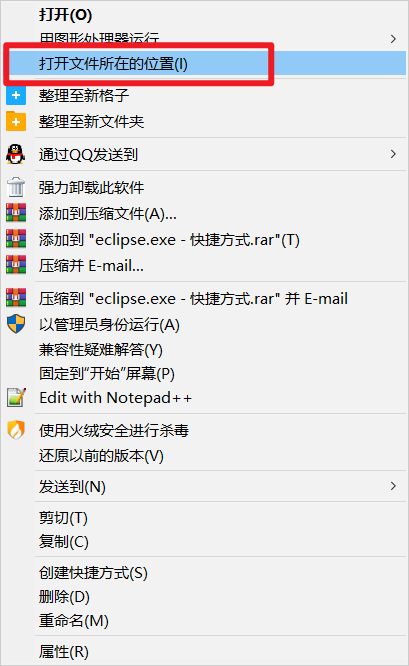 打开(O)
用图形处理器运行
打开文件所在的位置(I)
整理至新格子
整理至新文件夹
通过QQ发送到
强力卸载此软件
添加到压缩文件(A)...
添加到 "eclipse.exe - 快捷方式.rar"(T)
压缩并 E-mail...
压缩到 "eclipse.exe - 快捷方式.rar" 并 E-mail
以管理员身份运行(A)
兼容性疑难解答(Y)
固定到“开始”屏幕(P)
Edit with Notepad++
使用火绒安全进行杀毒
还原以前的版本(V)
发送到(N)
剪切(T)
复制(C)
创建快捷方式(S)
删除(D)
重命名(M)
属性(R)